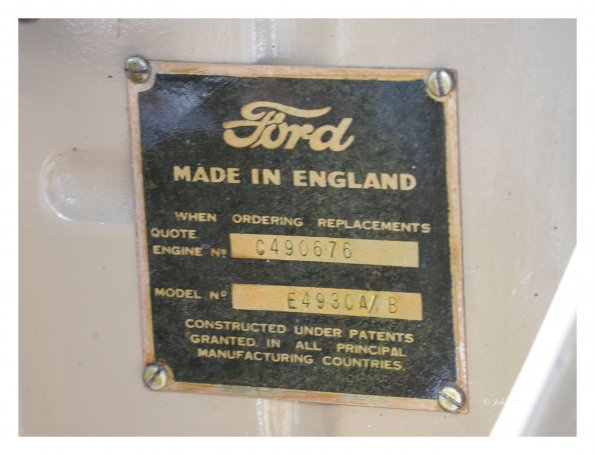 Ford
MADE IN ENGLAND
WHEN ORDERING REPLACEMENTS
QUOTE
ENGINE Nº C490676
MODEL Nº E4930A/B
CONSTRUCTED UNDER PATENTS
GRANTED IN ALL PRINCIPAL
MANUFACTURING COUNTRIES.